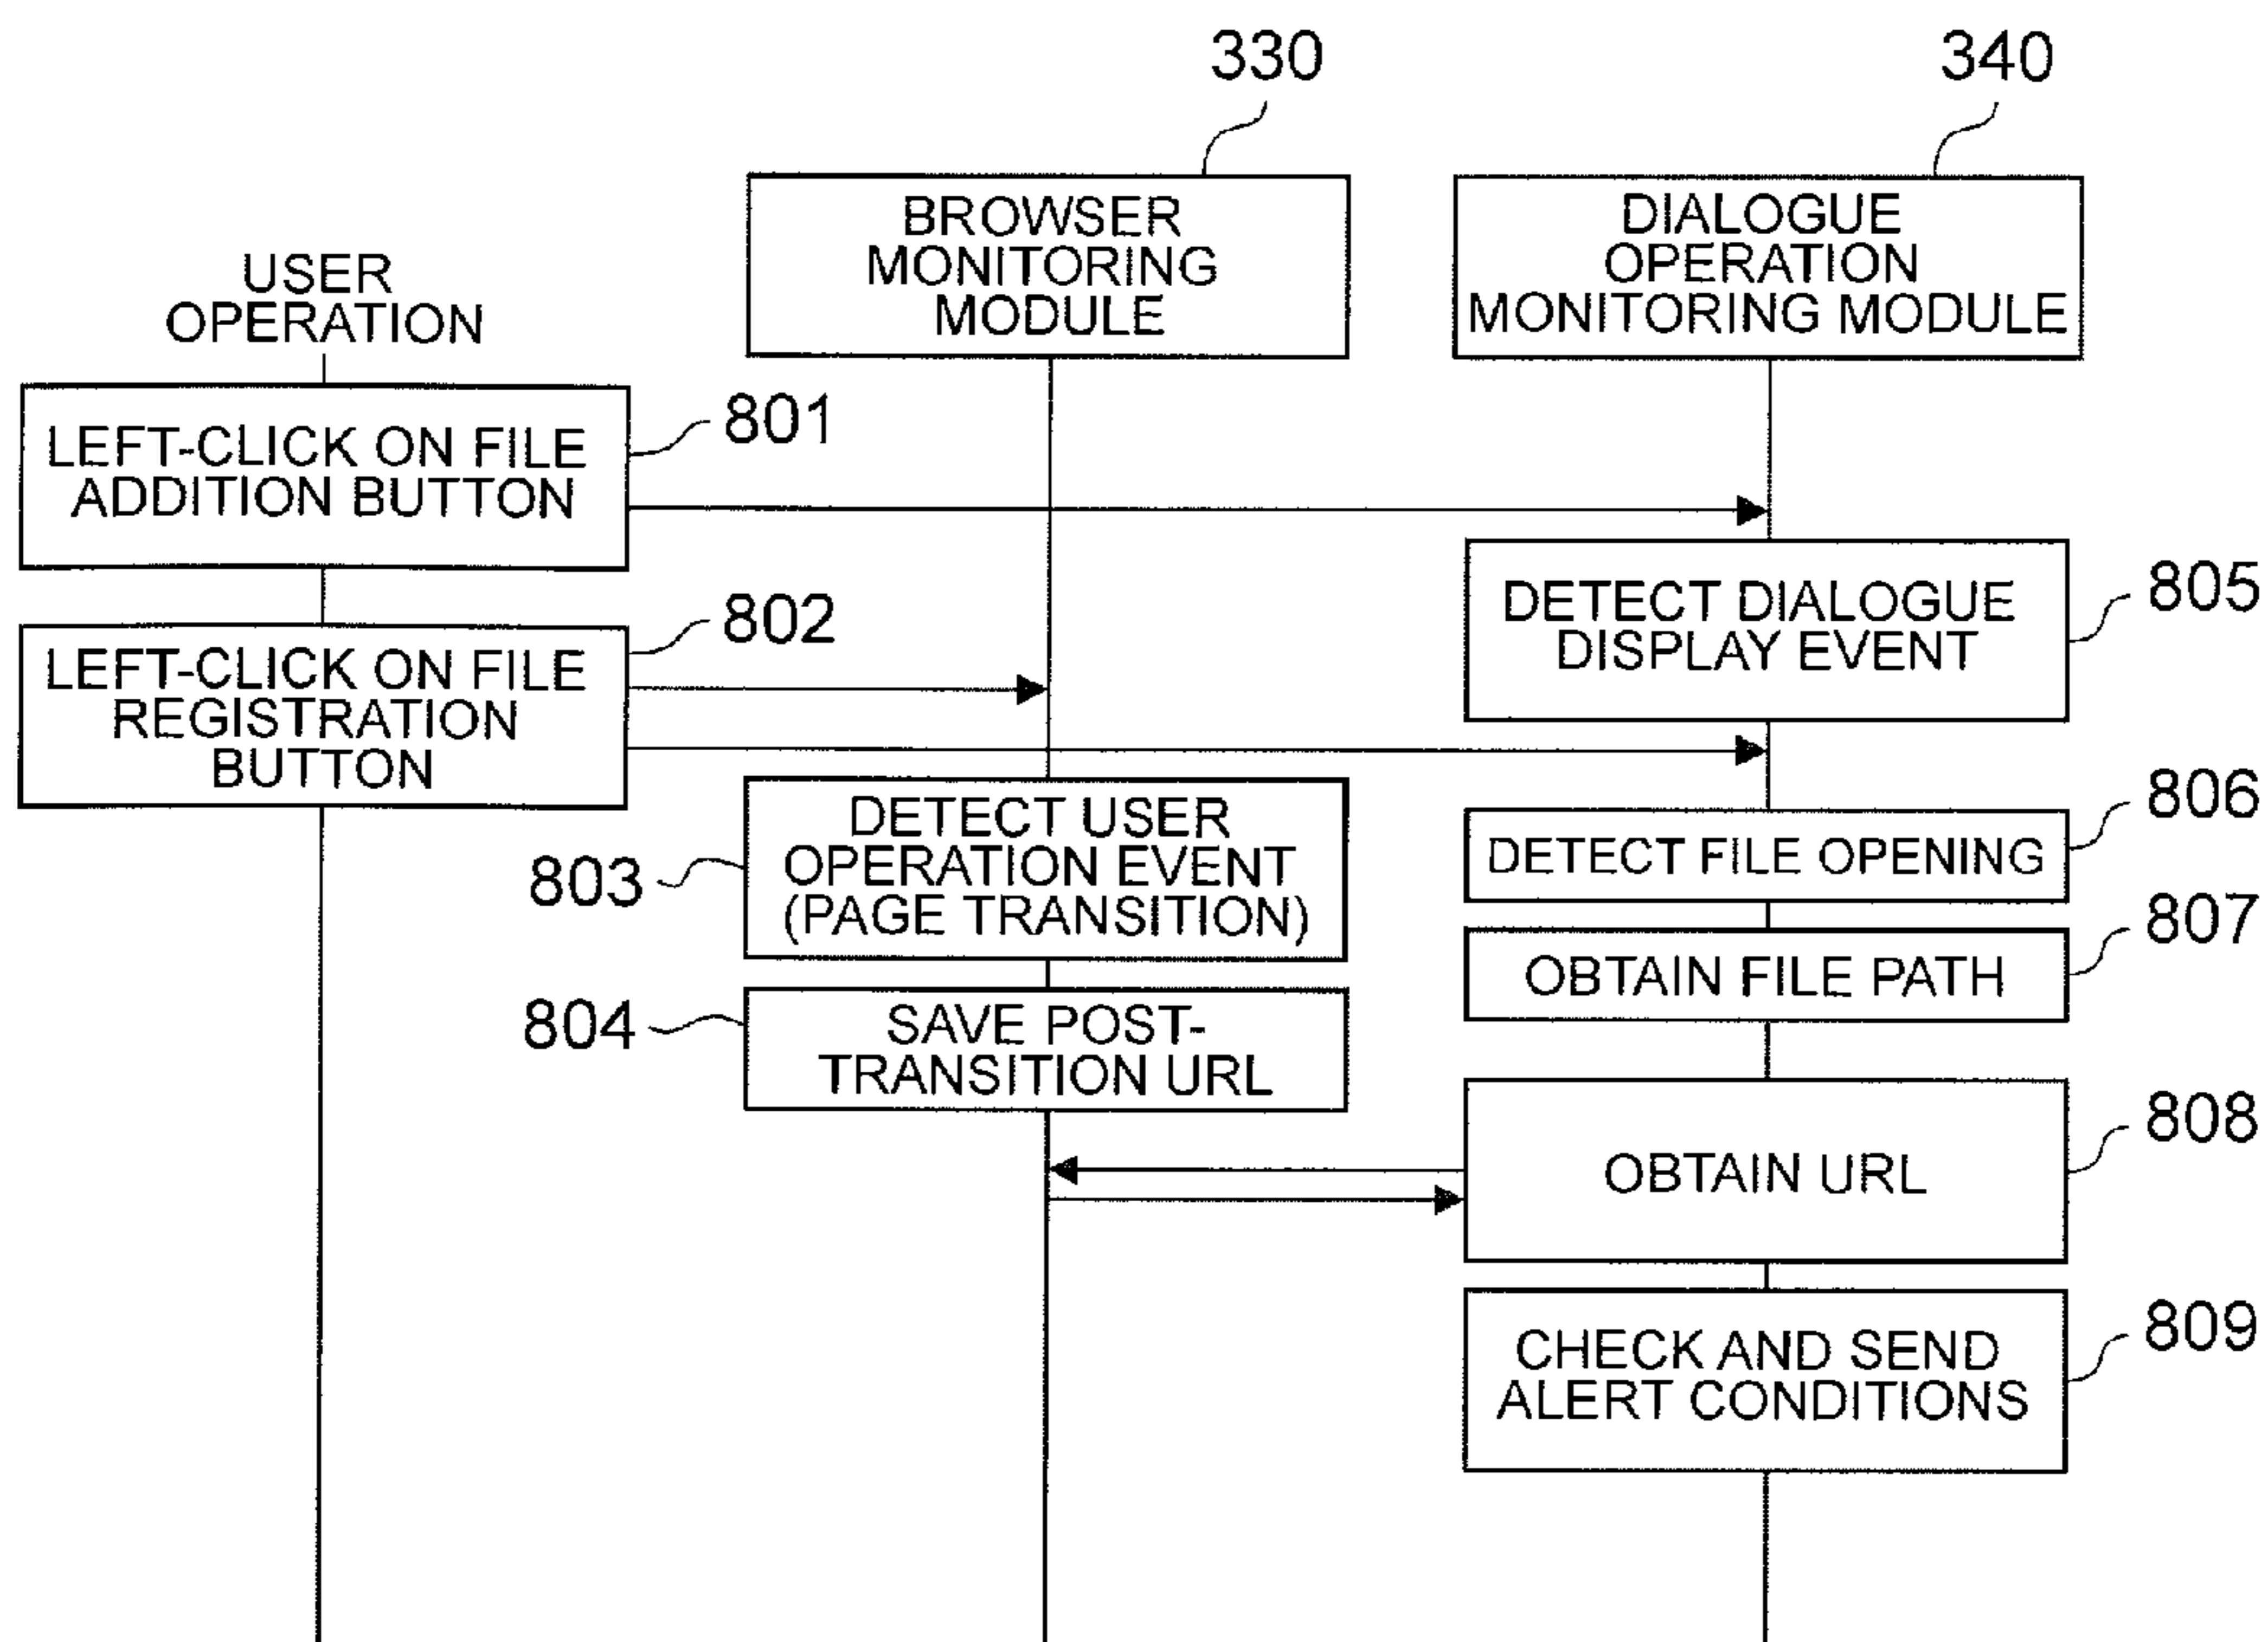 330
340
BROWSER
MONITORING
MODULE
DIALOGUE
OPERATION
MONITORING MODULE
USER
OPERATION
801
LEFT-CLICK ON FILE
ADDITION BUTTON
805
DETECT DIALOGUE
DISPLAY EVENT
802
LEFT-CLICK ON FILE
REGISTRATION
BUTTON
803
DETECT USER
OPERATION EVENT
(PAGE TRANSITION)
806
DETECT FILE OPENING
807
OBTAIN FILE PATH
804
SAVE POST-
TRANSITION URL
808
OBTAIN URL
809
CHECK AND SEND
ALERT CONDITIONS